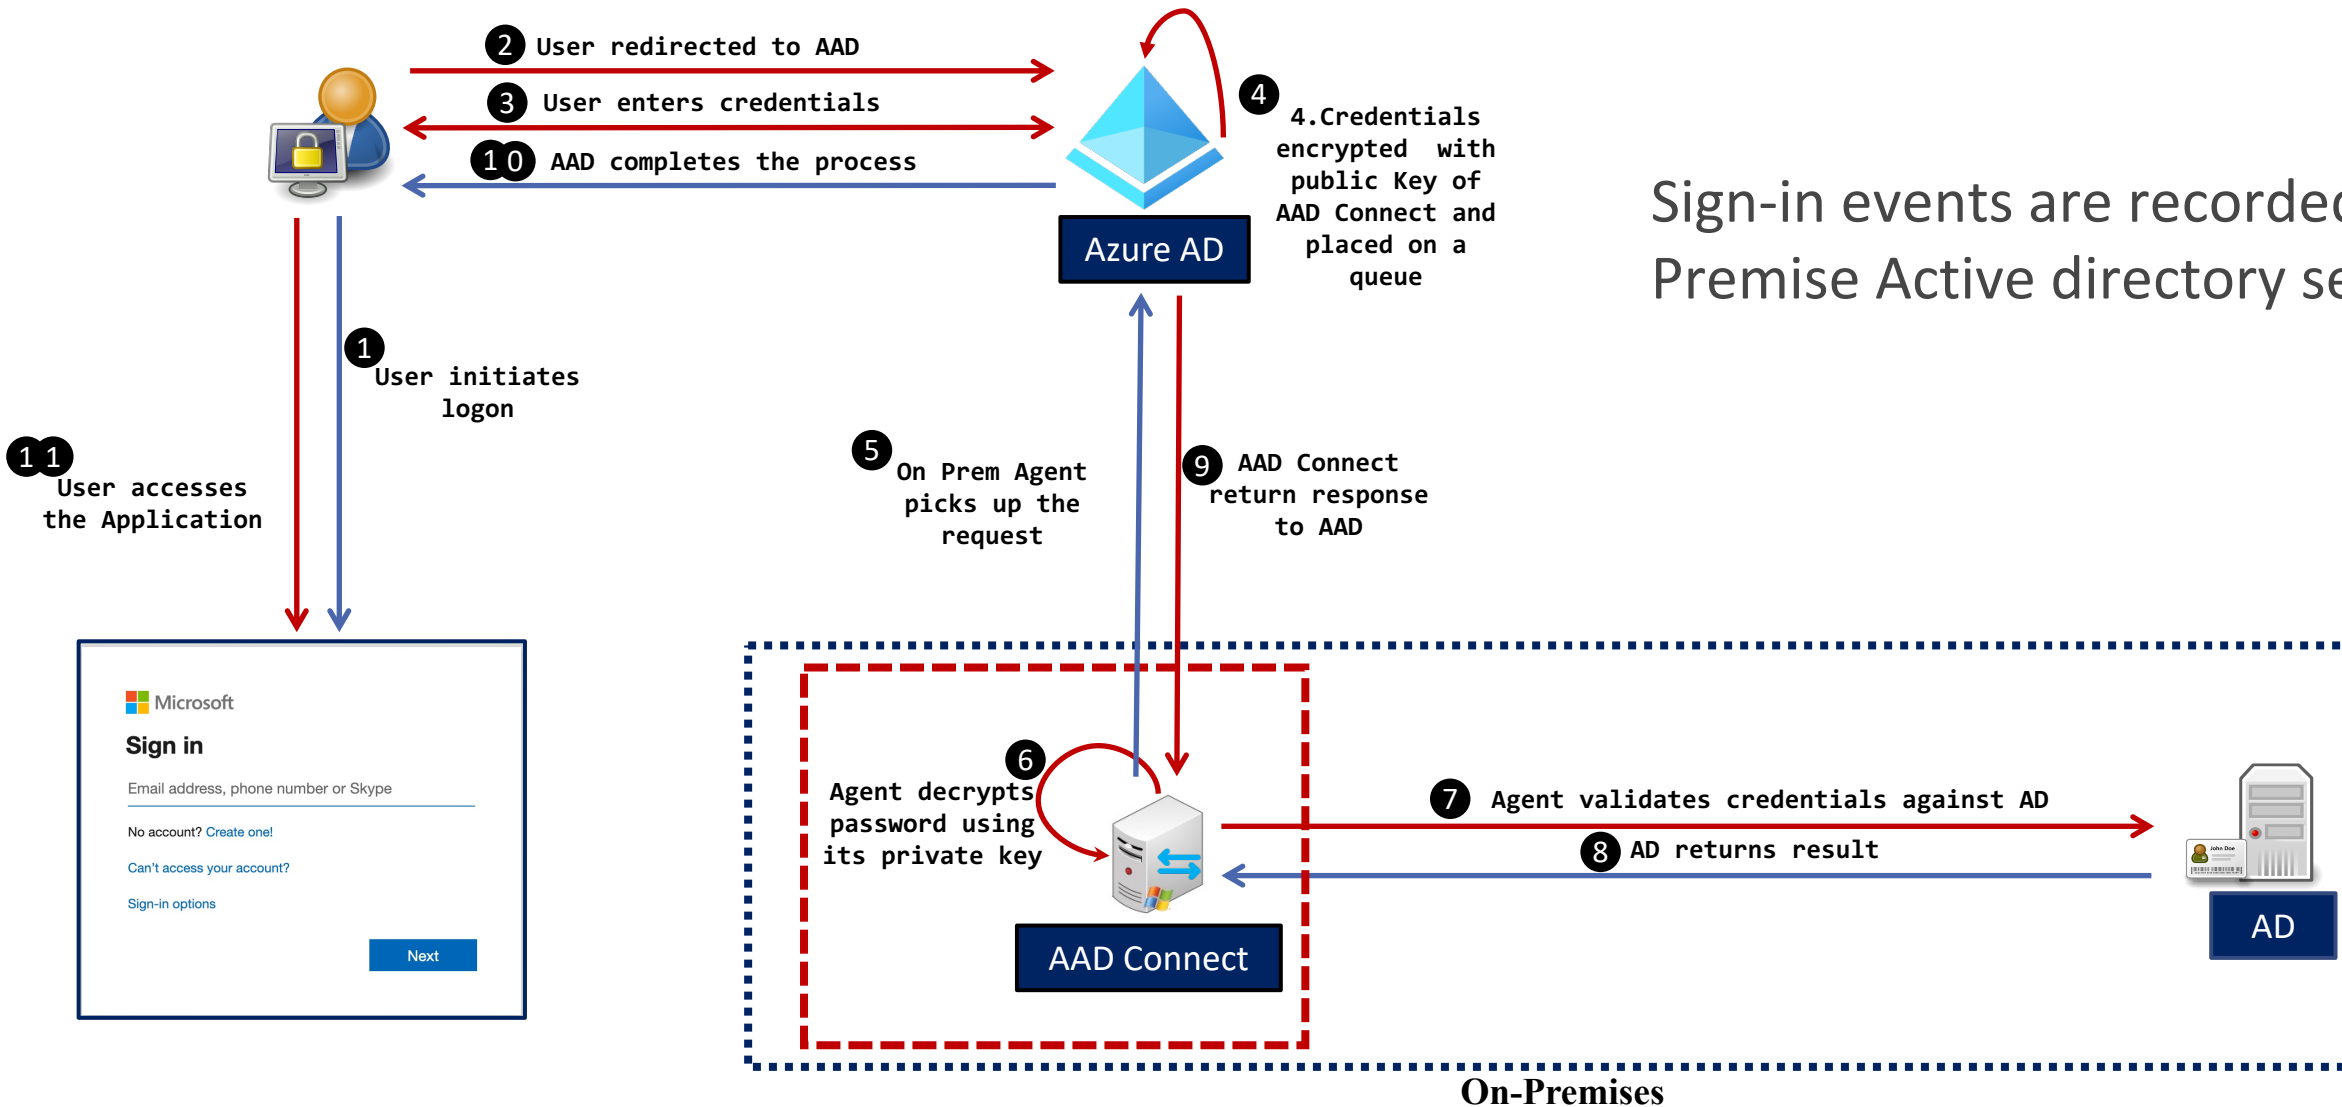 2 User redirected to AAD
3 User enters credentials
10 AAD completes the process
4
4.Credentials
encrypted with
public Key of
AAD Connect and
placed on a
queue
Azure AD
Sign-in events are recorded
Premise Active directory se
1
User initiates
logon
11
User accesses
the Application
5
On Prem Agent
picks up the
request
9 AAD Connect
return response
to AAD
Microsoft
Sign in
Email address, phone number or Skype
No account? Create one!
Can't access your account?
Sign-in options
Next
6
Agent decrypts
password using
its private key
AAD Connect
7 Agent validates credentials against AD
8 AD returns result
John Doe
AD
On-Premises